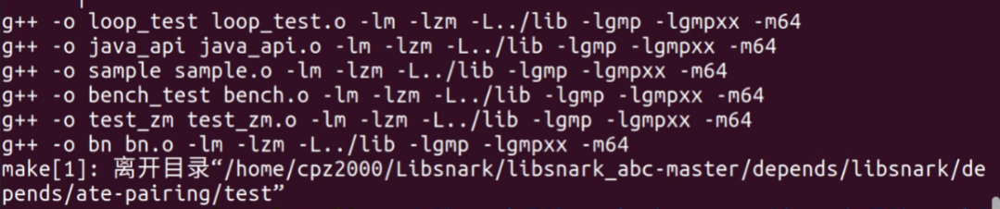 g++ -o loop_test loop_test.o -lm -lzm -L../lib -lgmp -lgmpxx -m64
g++ -o java_api java_api.o -lm -lzm -L../lib -lgmp -lgmpxx -m64
g++ -o sample sample.o -lm -lzm -L../lib -lgmp -lgmpxx -m64
g++ -o bench_test bench.o -lm -lzm -L../lib -lgmp -lgmpxx -m64
g++ -o test_zm test_zm.o -lm -lzm -L../lib -lgmp -lgmpxx -m64
g++ -o bn bn.o -lm -lzm -L../lib -lgmp -lgmpxx -m64
make[1]: 离开目录“/home/cpz2000/Libsnark/libsnark_abc-master/depends/libsnark/de
pends/ate-pairing/test”